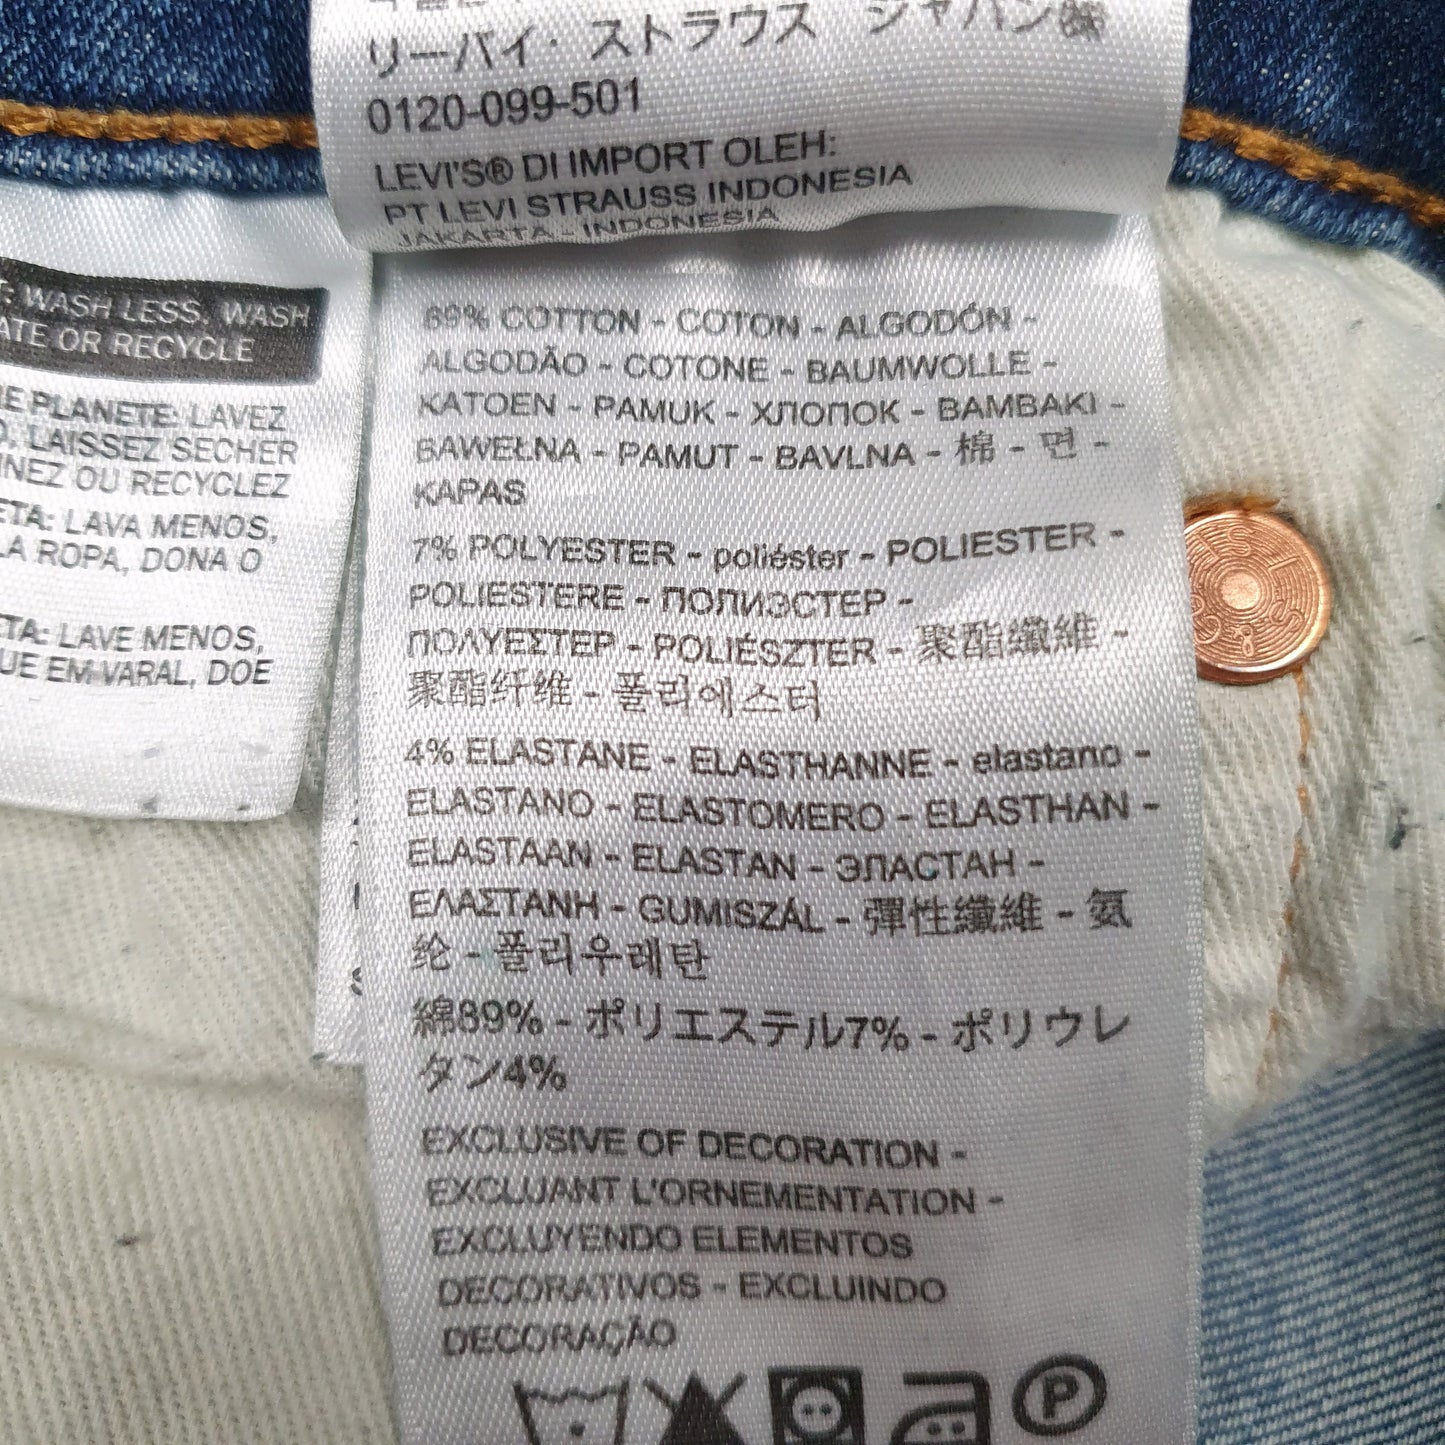 リーバイ・ストラウス ジャパン㈱
0120-099-501
LEVI'S® DI IMPORT OLEH:
PT LEVI STRAUSS INDONESIA
JAKARTA - INDONESIA
WASH LESS, WASH
OR RECYCLE
PLANETE: LAVEZ
LAISSEZ SECHER
OU RECYCLEZ
LAVA MENOS,
LA ROPA, DONA O
LAVE MENOS,
EM VARAL, DOE
89% COTTON - COTON - ALGODÓN -
ALGODÃO - COTONE - BAUMWOLLE -
KATOEN - PAMUK - ХЛОПОК - BAMBAKI -
BAWEŁNA - PAMUT - BAVLNA - 棉 - 면 -
KAPAS
7% POLYESTER - poliéster - POLIESTER -
POLIESTERE - ПОЛИЭСТЕР -
ΠΟΛΥΕΣΤΕΡ - POLIÉSZTER - 聚酯纖維 -
聚酯纤维 - 폴리에스터
4% ELASTANE - ELASTHANNE - elastano -
ELASTANO - ELASTOMERO - ELASTHAN -
ELASTAAN - ELASTAN - ЭЛАСТАН -
ΕΛΑΣΤΑΝΗ - GUMISZÁL - 彈性纖維 - 氨
纶 - 폴리우레탄
綿89% - ポリエステル7% - ポリウレ
タン4%
EXCLUSIVE OF DECORATION -
EXCLUANT L'ORNEMENTATION -
EXCLUYENDO ELEMENTOS
DECORATIVOS - EXCLUINDO
DECORAÇÃO
P